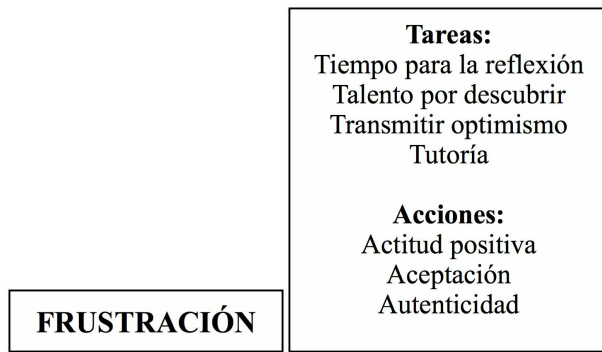 Tareas:
Tiempo para la reflexión
Talento por descubrir
Transmitir optimismo
Tutoría
Acciones:
Actitud positiva
Aceptación
Autenticidad
FRUSTRACIÓN